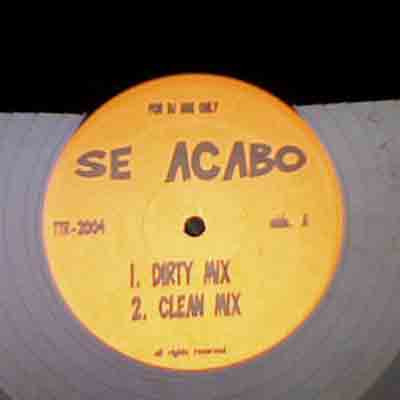 FOR DJ USE ONLY
SE ACABO
TTR-2004
side. A
1. DIRTY MIX
2. CLEAN MIX
all rights reserved